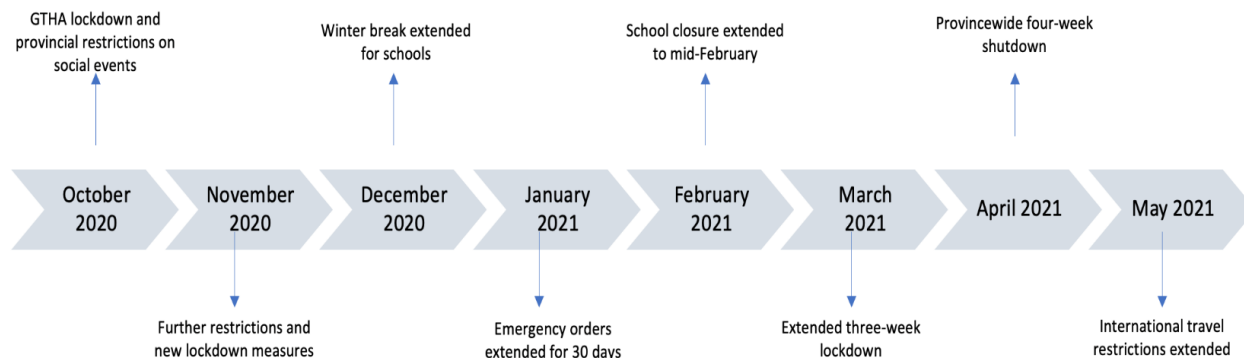 GTHA lockdown and
provincial restrictions on
social events
Winter break extended
for schools
School closure extended
to mid-February
Provincewide four-week
shutdown
October
2020
November
2020
December
2020
January
2021
February
2021
March
2021
April 2021
May 2021
Further restrictions and
new lockdown measures
Emergency orders
extended for 30 days
Extended three-week
lockdown
International travel
restrictions extended